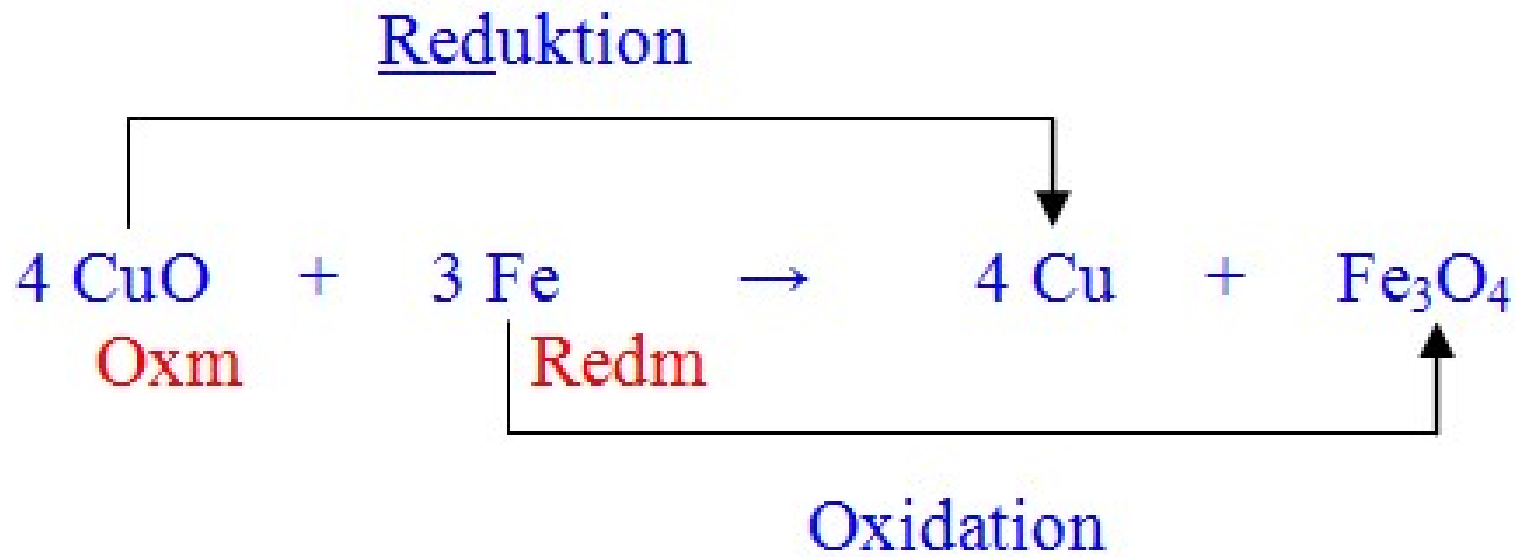 Reduktion
4 CuO + 3 Fe → 4 Cu + Fe₃O₄
Oxm Redm
Oxidation